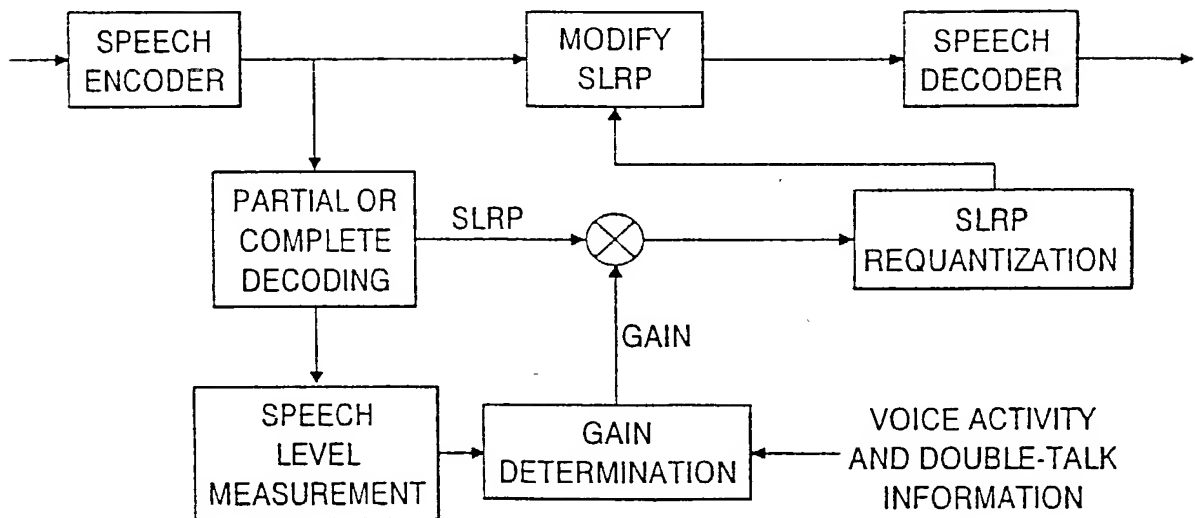 SPEECH
ENCODER
MODIFY
SLRP
SPEECH
DECODER
PARTIAL OR
COMPLETE
DECODING
SLRP
SLRP
REQUANTIZATION
GAIN
SPEECH
LEVEL
MEASUREMENT
GAIN
DETERMINATION
VOICE ACTIVITY
AND DOUBLE-TALK
INFORMATION